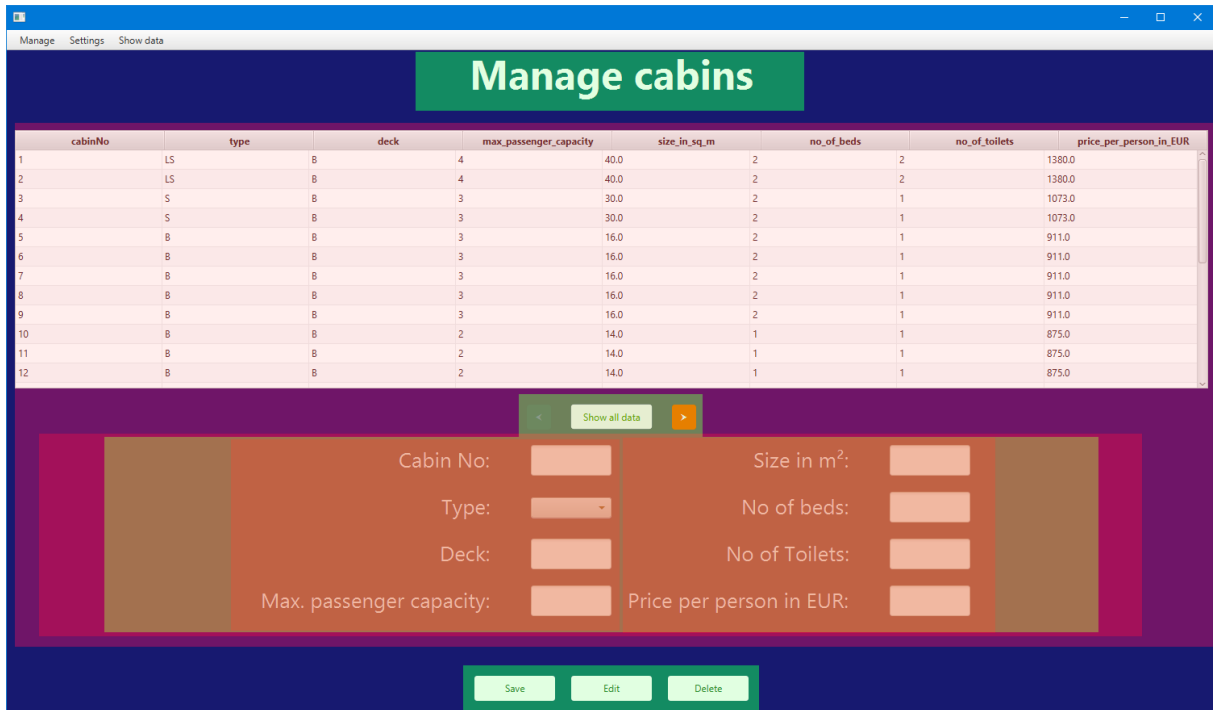 Manage Settings Show data
Manage cabins
cabinNo type deck max_passenger_capacity size_in_sq_m no_of_beds no_of_toilets price_per_person_in_EUR
1 LS B 4 40.0 2 2 1380.0
2 LS B 4 40.0 2 2 1380.0
3 S B 3 30.0 2 1 1073.0
4 S B 3 30.0 2 1 1073.0
5 B B 3 16.0 2 1 911.0
6 B B 3 16.0 2 1 911.0
7 B B 3 16.0 2 1 911.0
8 B B 3 16.0 2 1 911.0
9 B B 3 16.0 2 1 911.0
10 B B 2 14.0 1 1 875.0
11 B B 2 14.0 1 1 875.0
12 B B 2 14.0 1 1 875.0
< Show all data >
Cabin No: Size in m²:
Type: No of beds:
Deck: No of Toilets:
Max. passenger capacity: Price per person in EUR:
Save Edit Delete